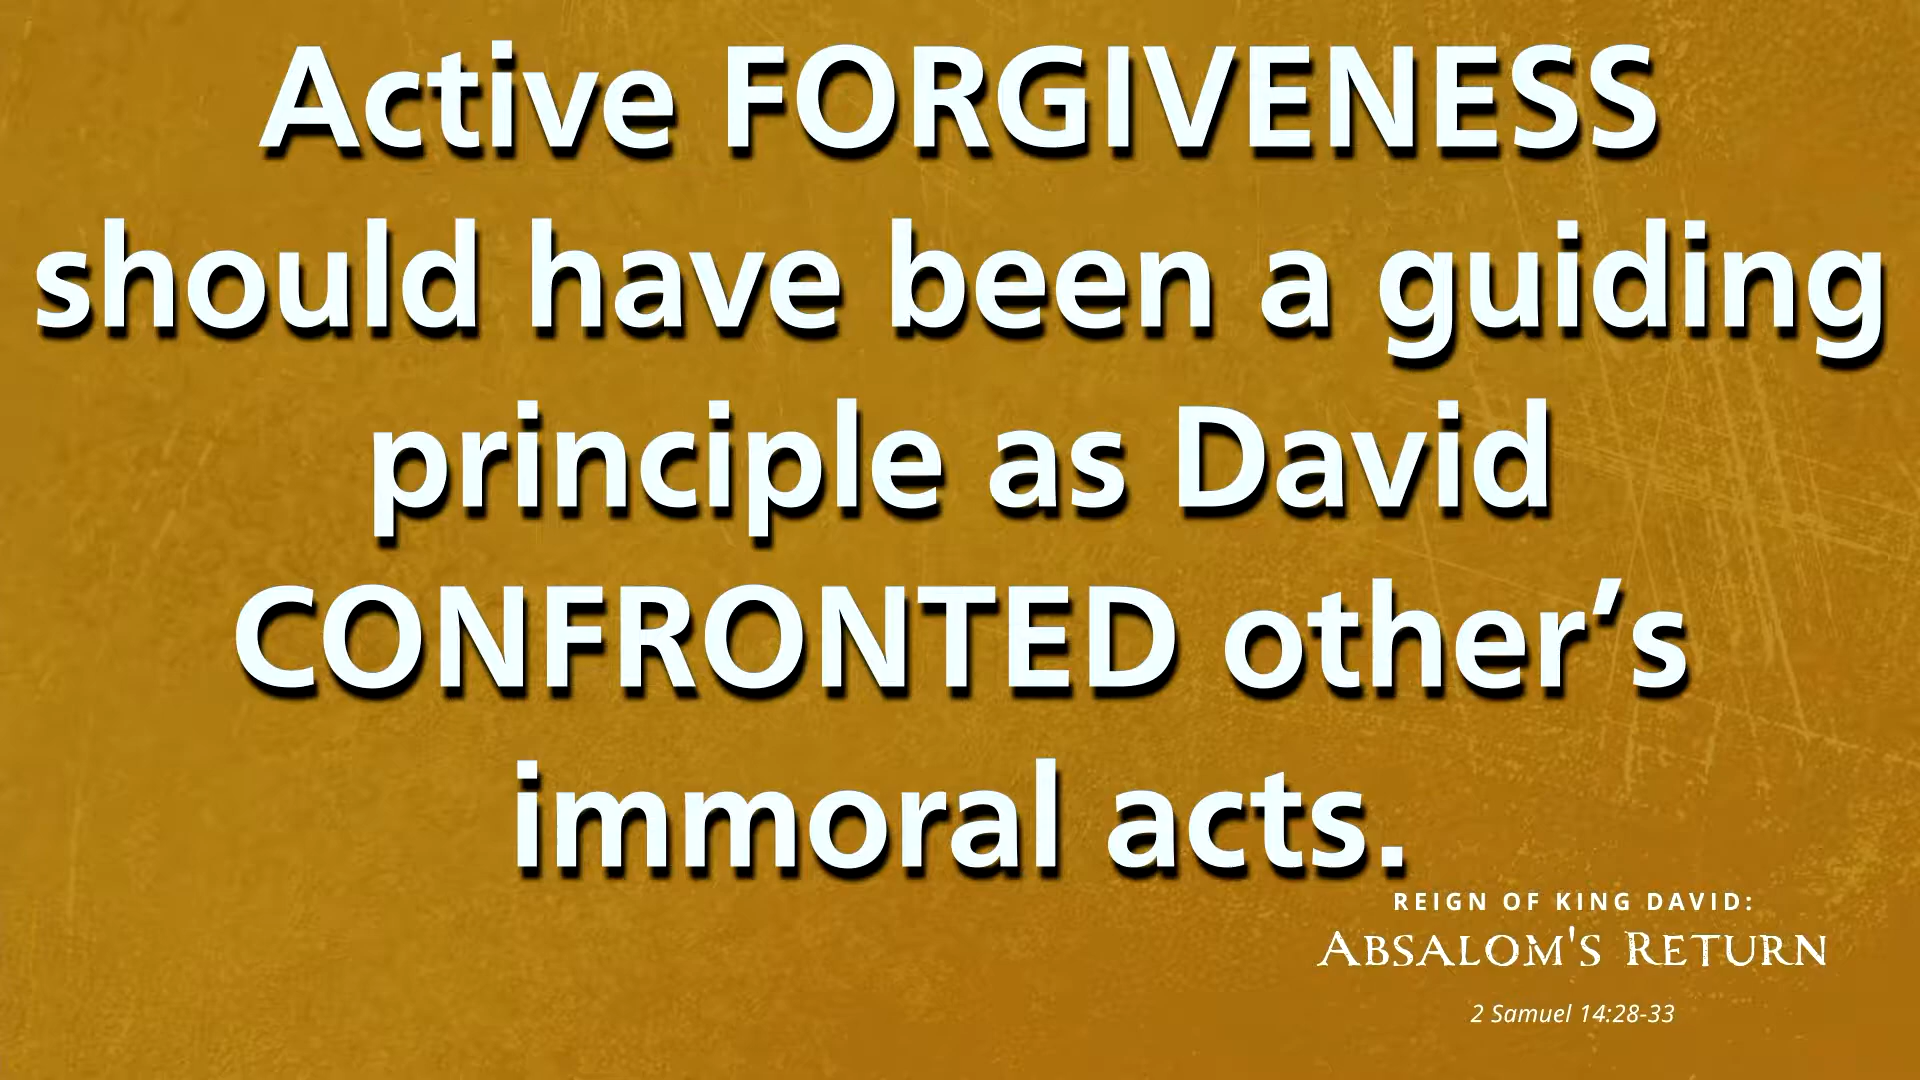 Active FORGIVENESS
should have been a guiding
principle as David
CONFRONTED other’s
immoral acts.
REIGN OF KING DAVID:
ABSALOM'S RETURN
2 Samuel 14:28-33